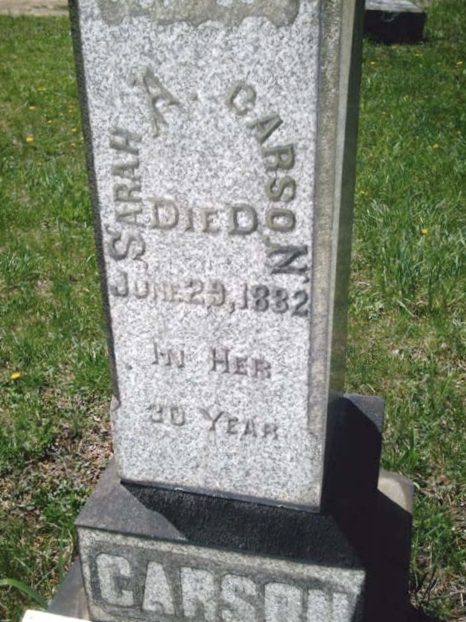 SARAH A. CARSON
DIED
JUNE 29, 1882
IN HER
30 YEAR
CARSON